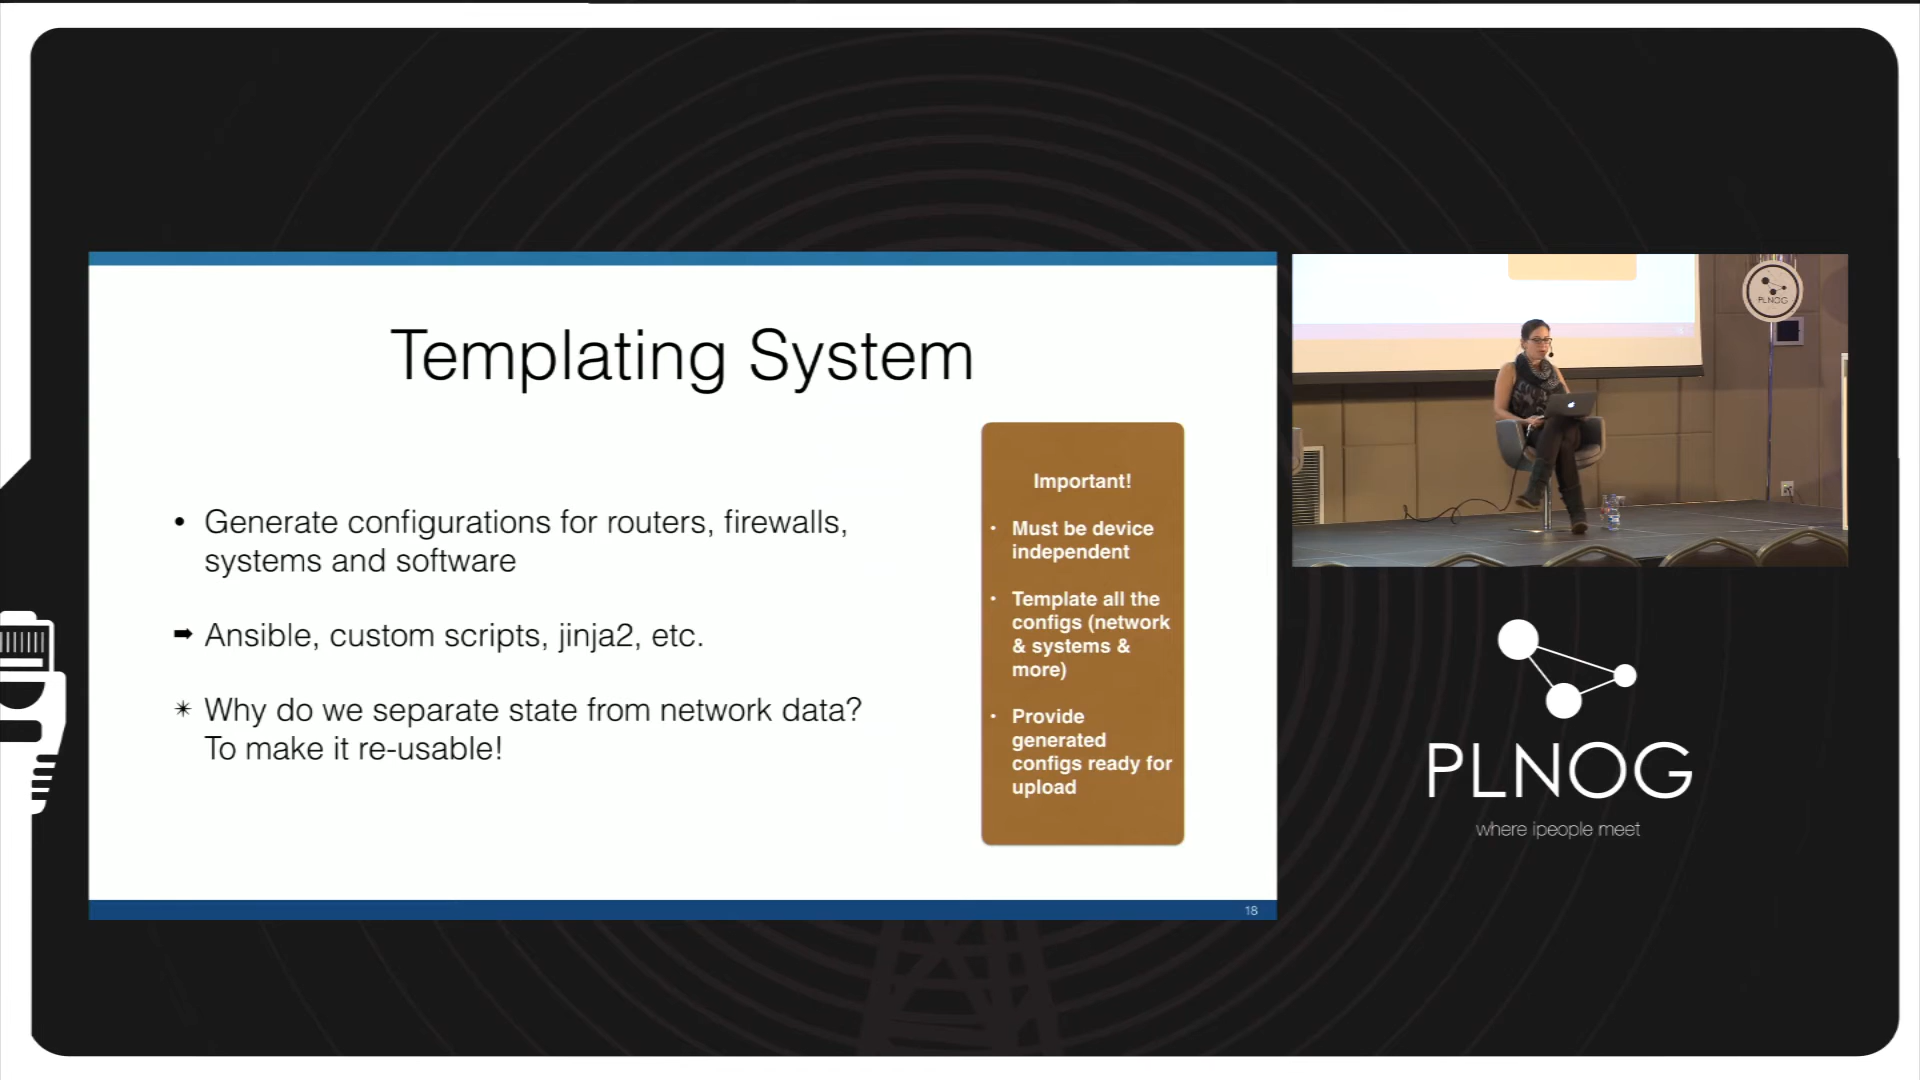 Templating System
• Generate configurations for routers, firewalls,
systems and software
➡ Ansible, custom scripts, jinja2, etc.
✴ Why do we separate state from network data?
To make it re-usable!
Important!
• Must be device
independent
• Template all the
configs (network
& systems &
more)
• Provide
generated
configs ready for
upload
18
PLNOG
PLNOG
where ipeople meet